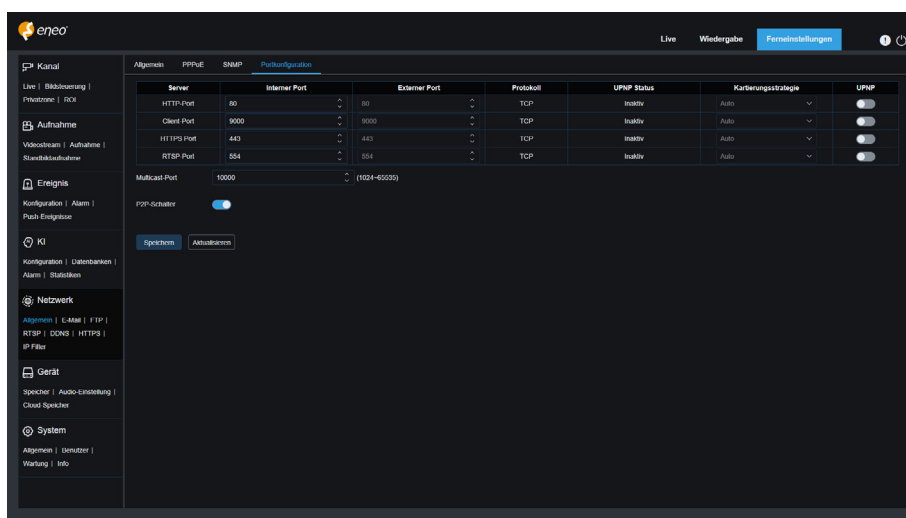 eneo
Live Wiedergabe Ferneinstellungen
Kanal
Live | Bildsteuerung |
Privatzone | ROI
Aufnahme
Videostream | Aufnahme |
Standbildaufnahme
Ereignis
Konfiguration | Alarm |
Push-Ereignisse
KI
Konfiguration | Datenbanken |
Alarm | Statistiken
Netzwerk
Allgemein | E-Mail | FTP |
RTSP | DDNS | HTTPS |
IP Filter
Gerät
Speicher | Audio-Einstellung |
Cloud-Speicher
System
Allgemein | Benutzer |
Wartung | Info
Allgemein PPPoE SNMP Portkonfiguration
Server Interner Port Externer Port Protokoll UPNP Status Kartierungsstrategie UPNP
HTTP-Port 80 80 TCP Inaktiv Auto
Client-Port 9000 9000 TCP Inaktiv Auto
HTTPS Port 443 443 TCP Inaktiv Auto
RTSP Port 554 554 TCP Inaktiv Auto
Multicast-Port 10000 (1024~65535)
P2P-Schalter
Speichern Aktualisieren